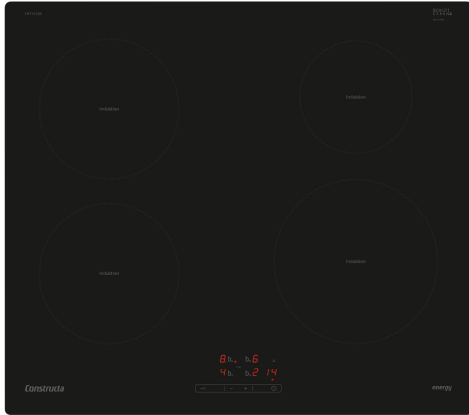 Induktion
Induktion
Induktion
Induktion
8 b. b. 6
4 b. b. 2 14
Constructa
energy